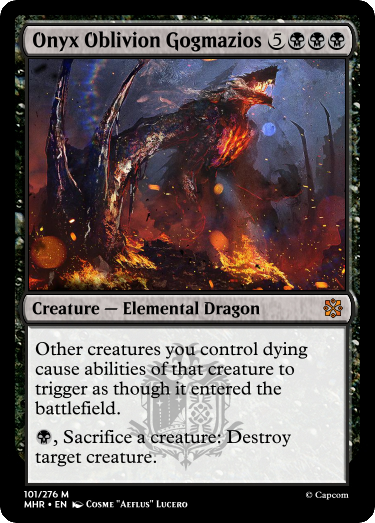 Onyx Oblivion Gogmazios 5
Creature — Elemental Dragon
Other creatures you control dying
cause abilities of that creature to
trigger as though it entered the
battlefield.
, Sacrifice a creature: Destroy
target creature.
101/276 M
MHR • EN Cosme "Aeflus" Lucero
© Capcom